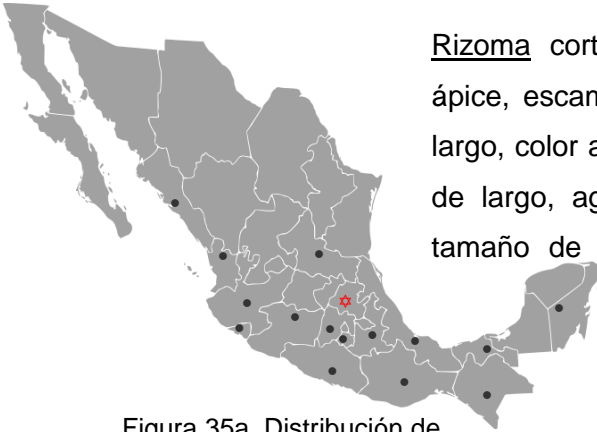 Rizoma cort
ápice, escam
largo, color a
de largo, ag
tamaño de
Figura 35a. Distribución de